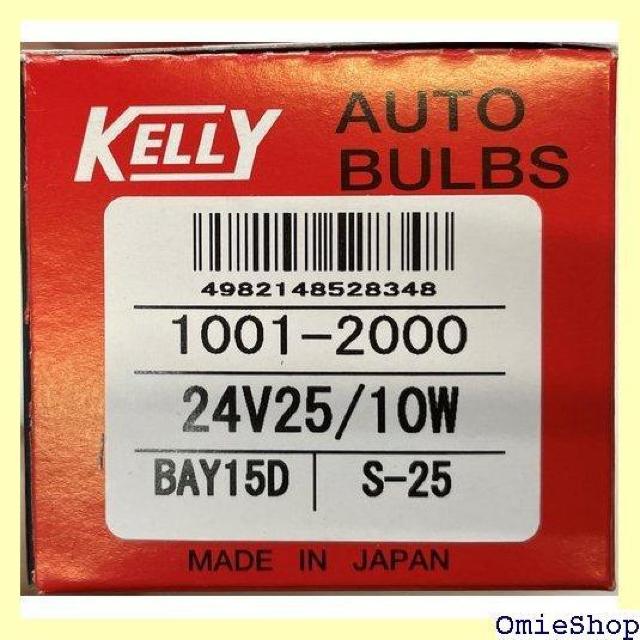 KELLY
AUTO
BULBS
4982148528348
1001-2000
24V25/10W
BAY15D
S-25
MADE IN JAPAN
OmieShop